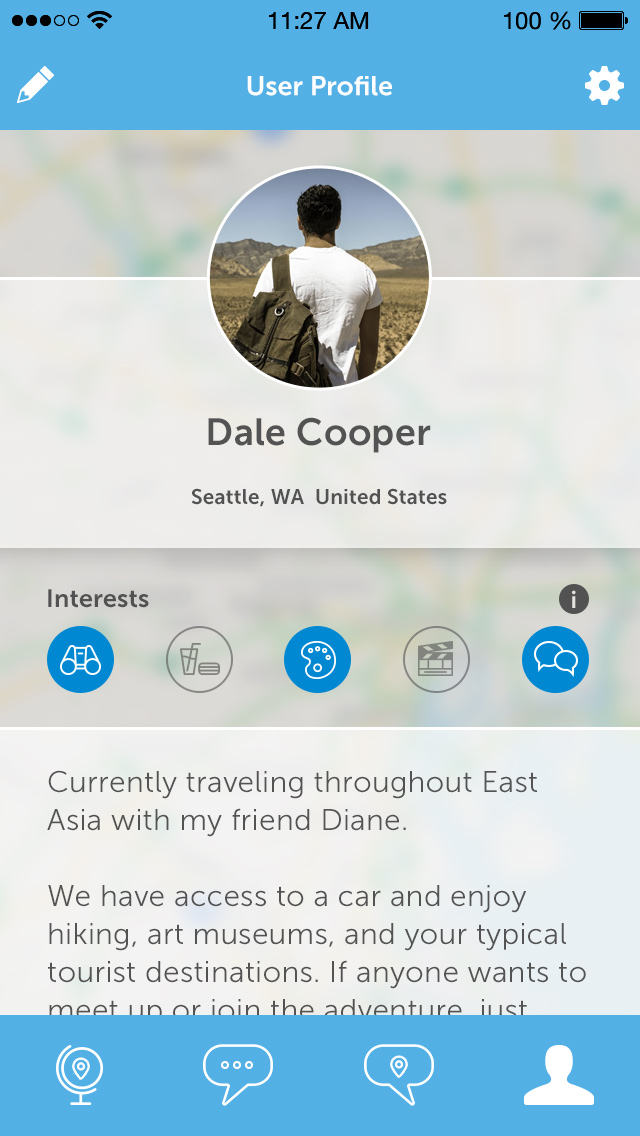 11:27 AM 100 %
User Profile
Dale Cooper
Seattle, WA United States
Interests
i
Currently traveling throughout East
Asia with my friend Diane.
We have access to a car and enjoy
hiking, art museums, and your typical
tourist destinations. If anyone wants to
meet up or join the adventure, just